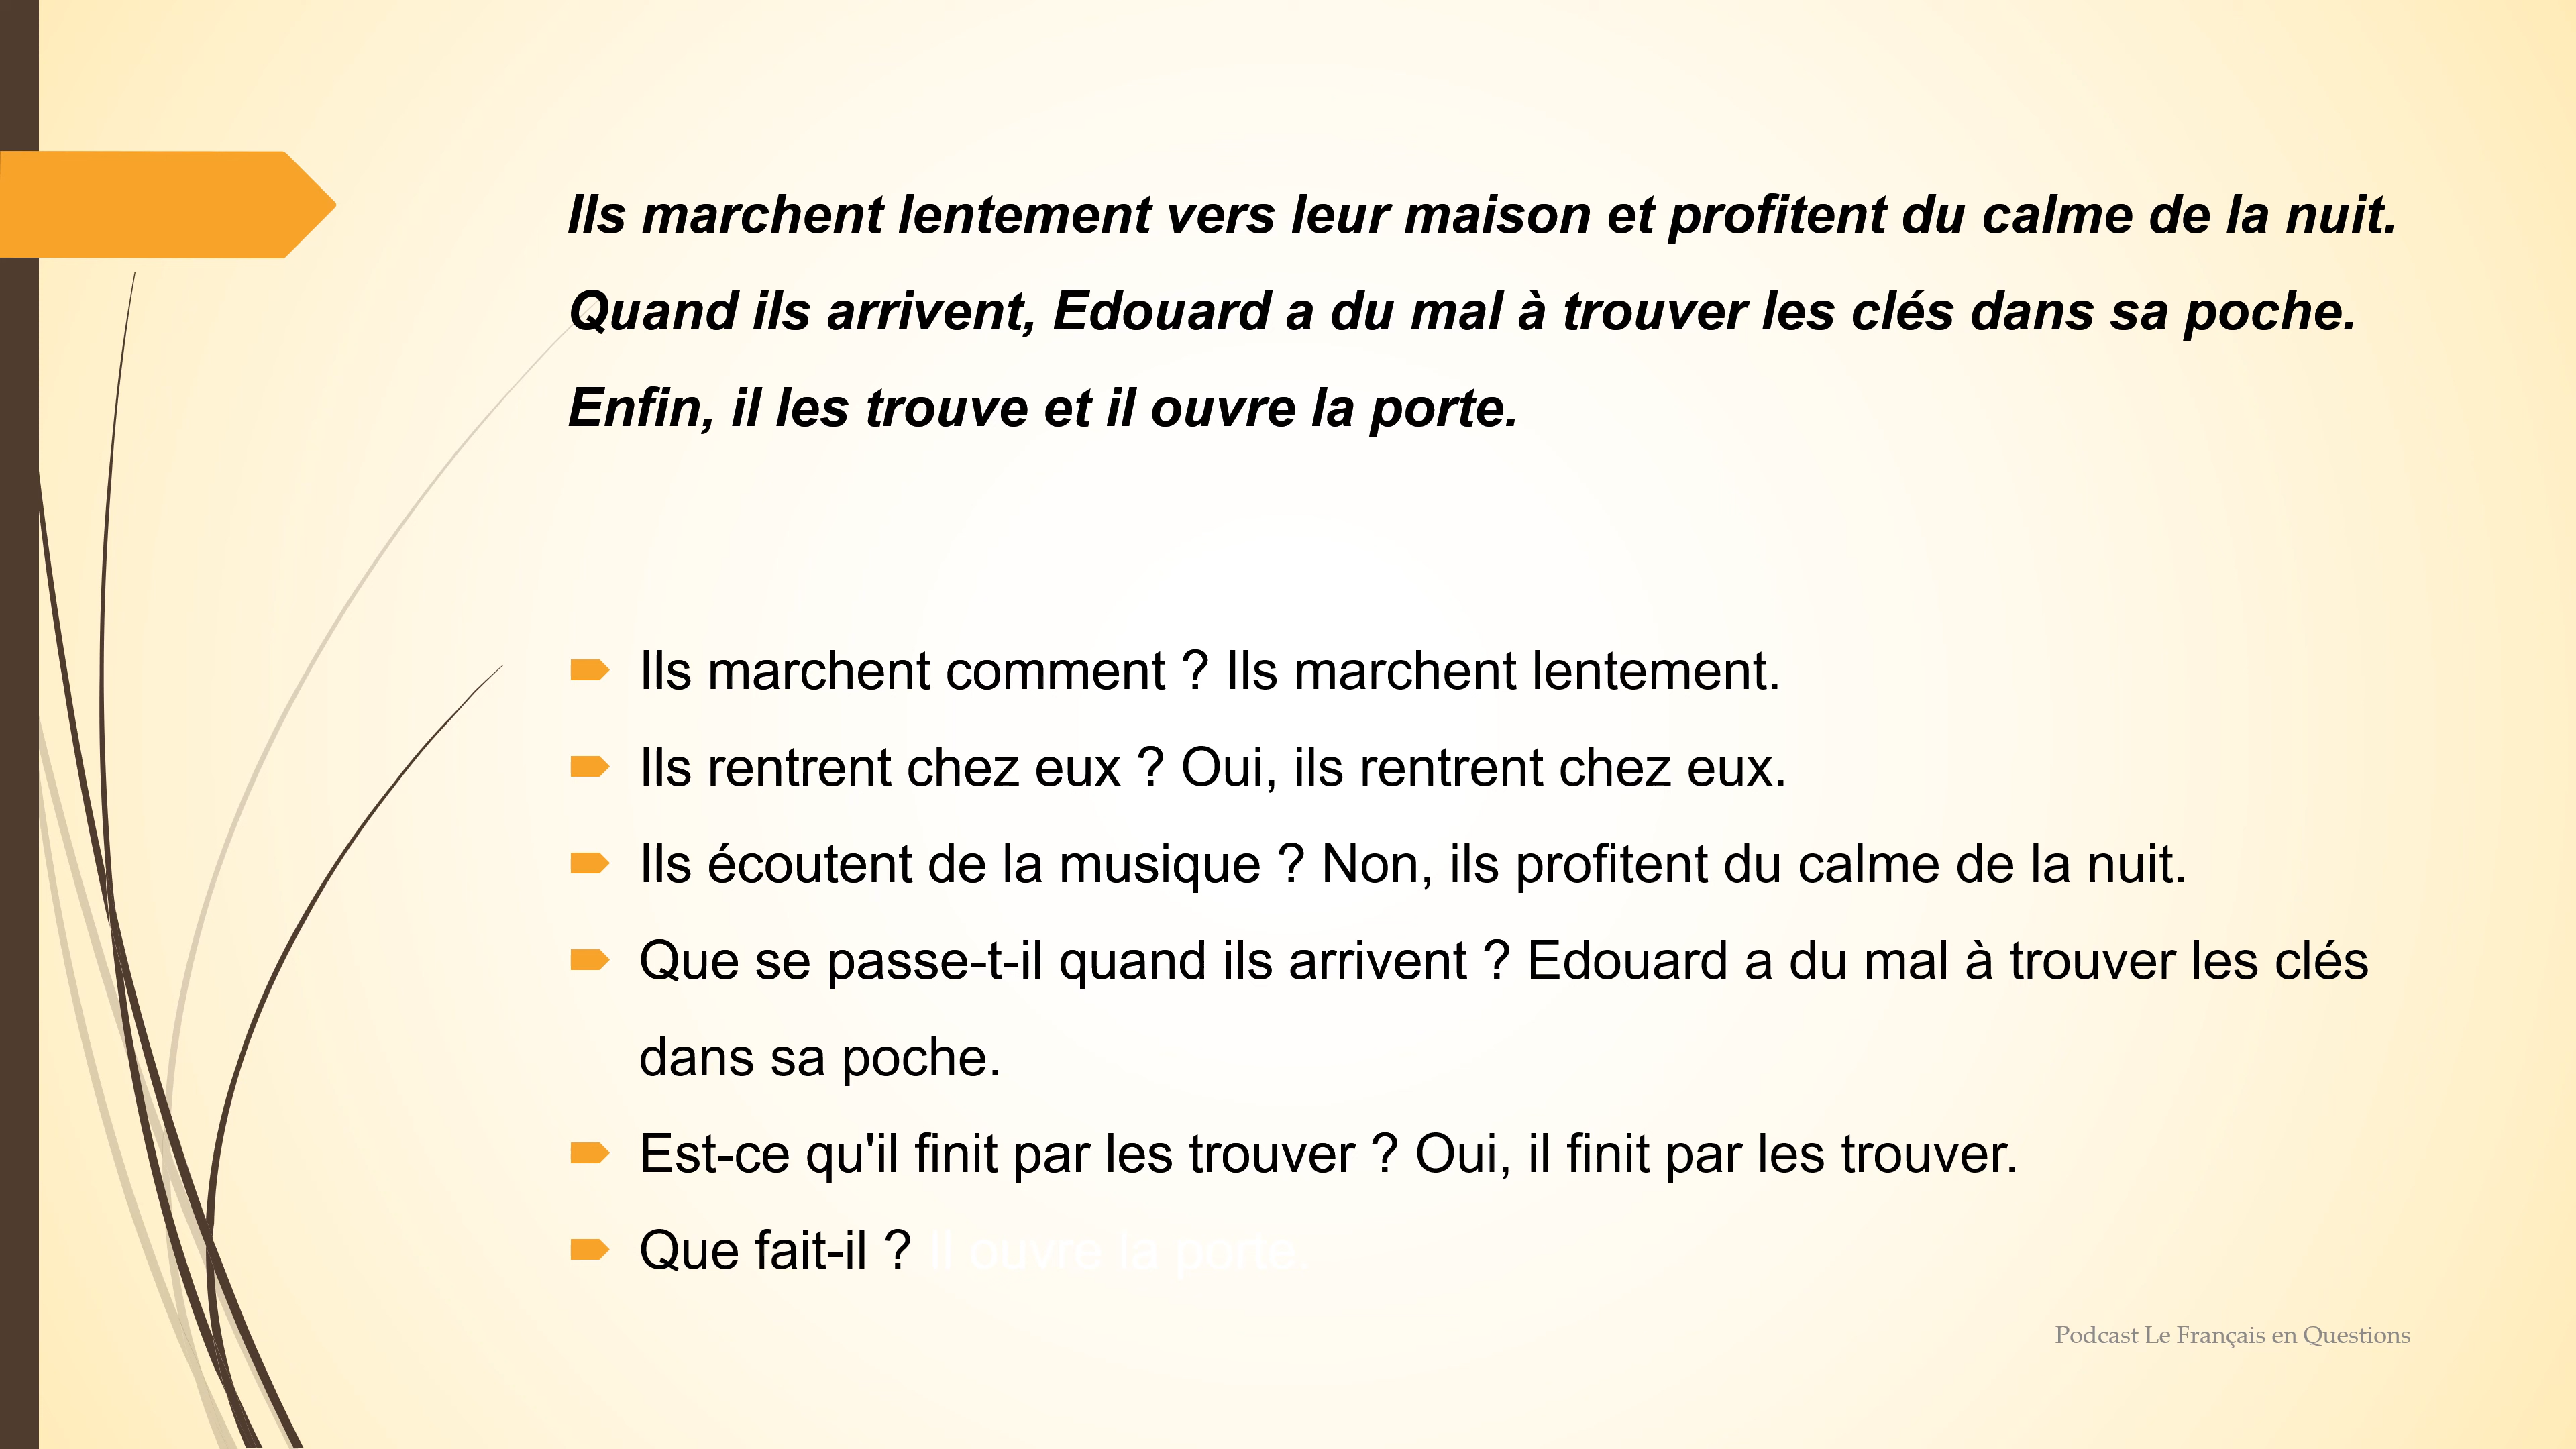 Ils marchent lentement vers leur maison et profitent du calme de la nuit.
Quand ils arrivent, Edouard a du mal à trouver les clés dans sa poche.
Enfin, il les trouve et il ouvre la porte.
Ils marchent comment ? Ils marchent lentement.
Ils rentrent chez eux ? Oui, ils rentrent chez eux.
Ils écoutent de la musique ? Non, ils profitent du calme de la nuit.
Que se passe-t-il quand ils arrivent ? Edouard a du mal à trouver les clés
dans sa poche.
Est-ce qu'il finit par les trouver ? Oui, il finit par les trouver.
Que fait-il ? Il ouvre la porte.
Podcast Le Français en Questions